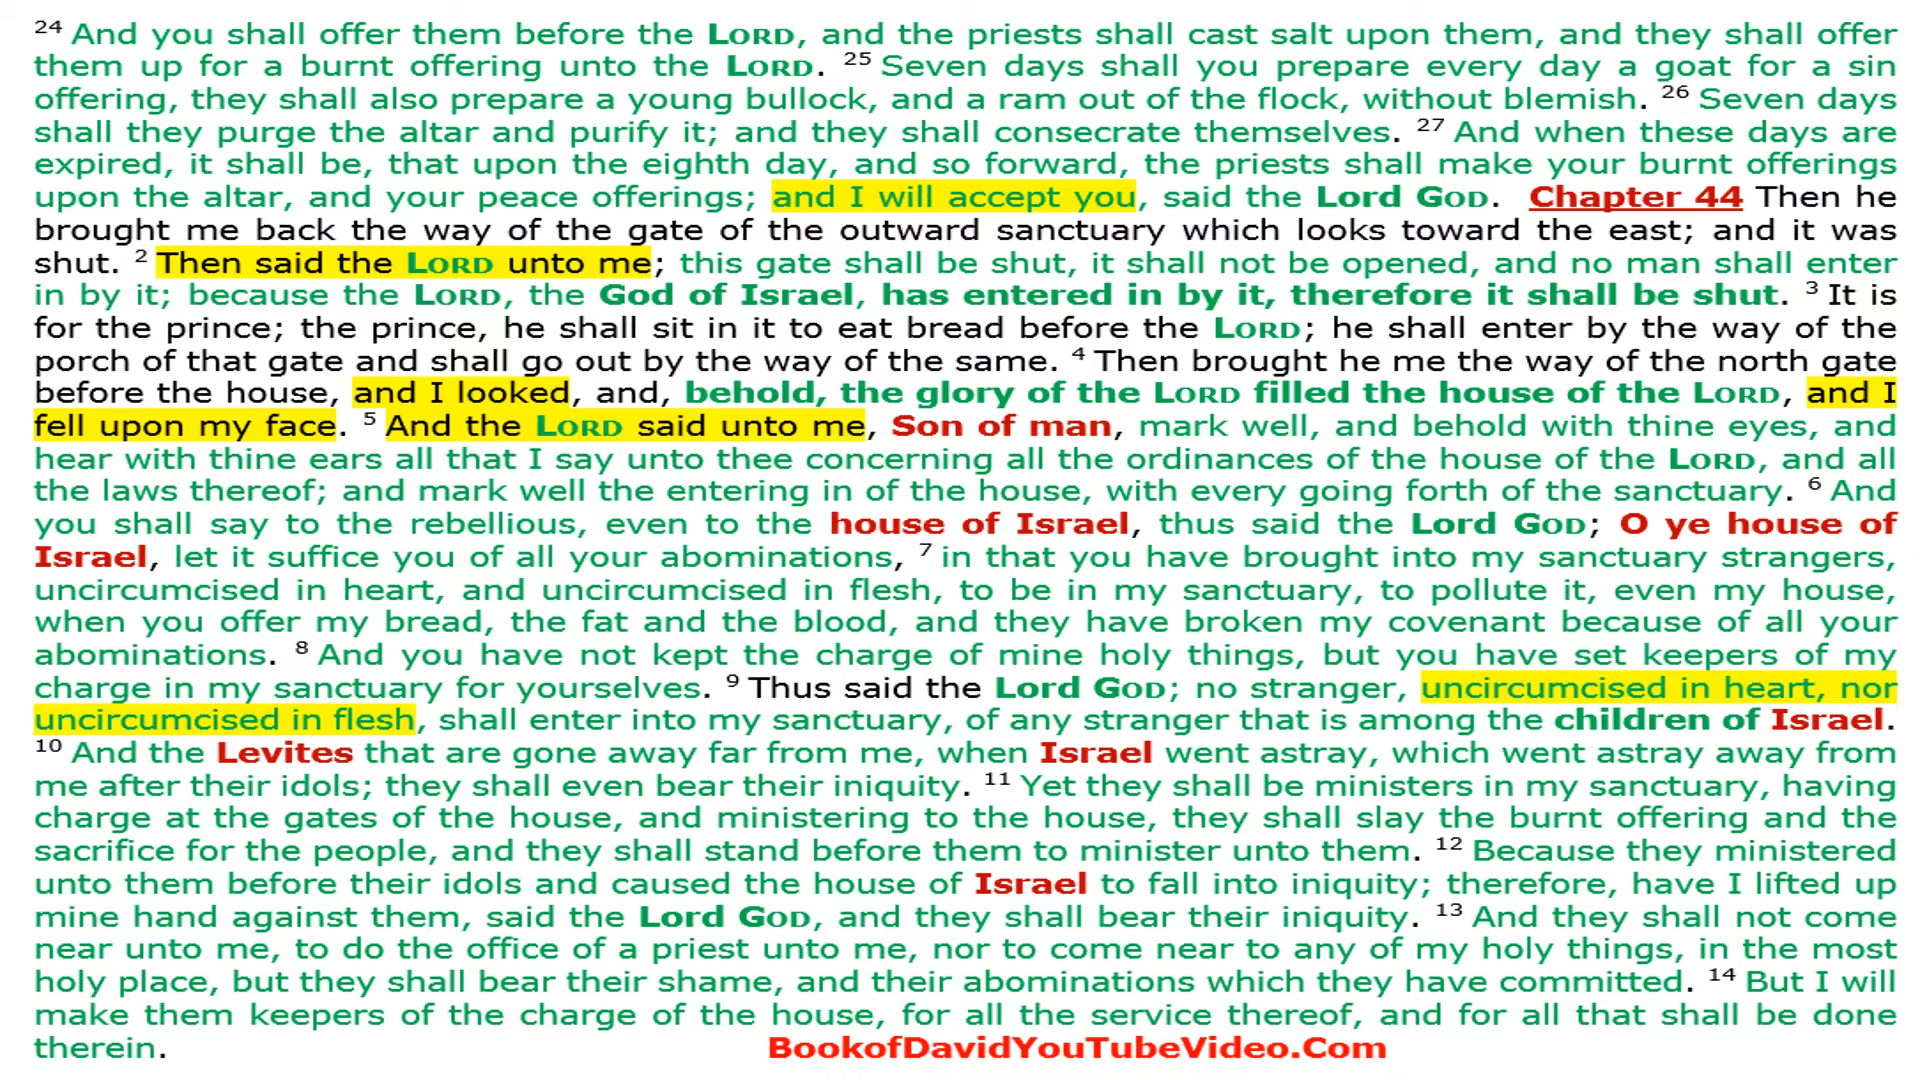 24 And you shall offer them before the LORD, and the priests shall cast salt upon them, and they shall offer
them up for a burnt offering unto the LORD. 25 Seven days shall you prepare every day a goat for a sin
offering, they shall also prepare a young bullock, and a ram out of the flock, without blemish. 26 Seven days
shall they purge the altar and purify it; and they shall consecrate themselves. 27 And when these days are
expired, it shall be, that upon the eighth day, and so forward, the priests shall make your burnt offerings
upon the altar, and your peace offerings; and I will accept you, said the Lord GOD. Chapter 44 Then he
brought me back the way of the gate of the outward sanctuary which looks toward the east; and it was
shut. 2 Then said the LORD unto me; this gate shall be shut, it shall not be opened, and no man shall enter
in by it; because the LORD, the God of Israel, has entered in by it, therefore it shall be shut. 3 It is
for the prince; the prince, he shall sit in it to eat bread before the LORD; he shall enter by the way of the
porch of that gate and shall go out by the way of the same. 4 Then brought he me the way of the north gate
before the house, and I looked, and, behold, the glory of the LORD filled the house of the LORD, and I
fell upon my face. 5 And the LORD said unto me, Son of man, mark well, and behold with thine eyes, and
hear with thine ears all that I say unto thee concerning all the ordinances of the house of the LORD, and all
the laws thereof; and mark well the entering in of the house, with every going forth of the sanctuary. 6 And
you shall say to the rebellious, even to the house of Israel, thus said the Lord GOD; O ye house of
Israel, let it suffice you of all your abominations, 7 in that you have brought into my sanctuary strangers,
uncircumcised in heart, and uncircumcised in flesh, to be in my sanctuary, to pollute it, even my house,
when you offer my bread, the fat and the blood, and they have broken my covenant because of all your
abominations. 8 And you have not kept the charge of mine holy things, but you have set keepers of my
charge in my sanctuary for yourselves. 9 Thus said the Lord GOD; no stranger, uncircumcised in heart, nor
uncircumcised in flesh, shall enter into my sanctuary, of any stranger that is among the children of Israel.
10 And the Levites that are gone away far from me, when Israel went astray, which went astray away from
me after their idols; they shall even bear their iniquity. 11 Yet they shall be ministers in my sanctuary, having
charge at the gates of the house, and ministering to the house, they shall slay the burnt offering and the
sacrifice for the people, and they shall stand before them to minister unto them. 12 Because they ministered
unto them before their idols and caused the house of Israel to fall into iniquity; therefore, have I lifted up
mine hand against them, said the Lord GOD, and they shall bear their iniquity. 13 And they shall not come
near unto me, to do the office of a priest unto me, nor to come near to any of my holy things, in the most
holy place, but they shall bear their shame, and their abominations which they have committed. 14 But I will
make them keepers of the charge of the house, for all the service thereof, and for all that shall be done
therein. BookofDavidYouTubeVideo.Com